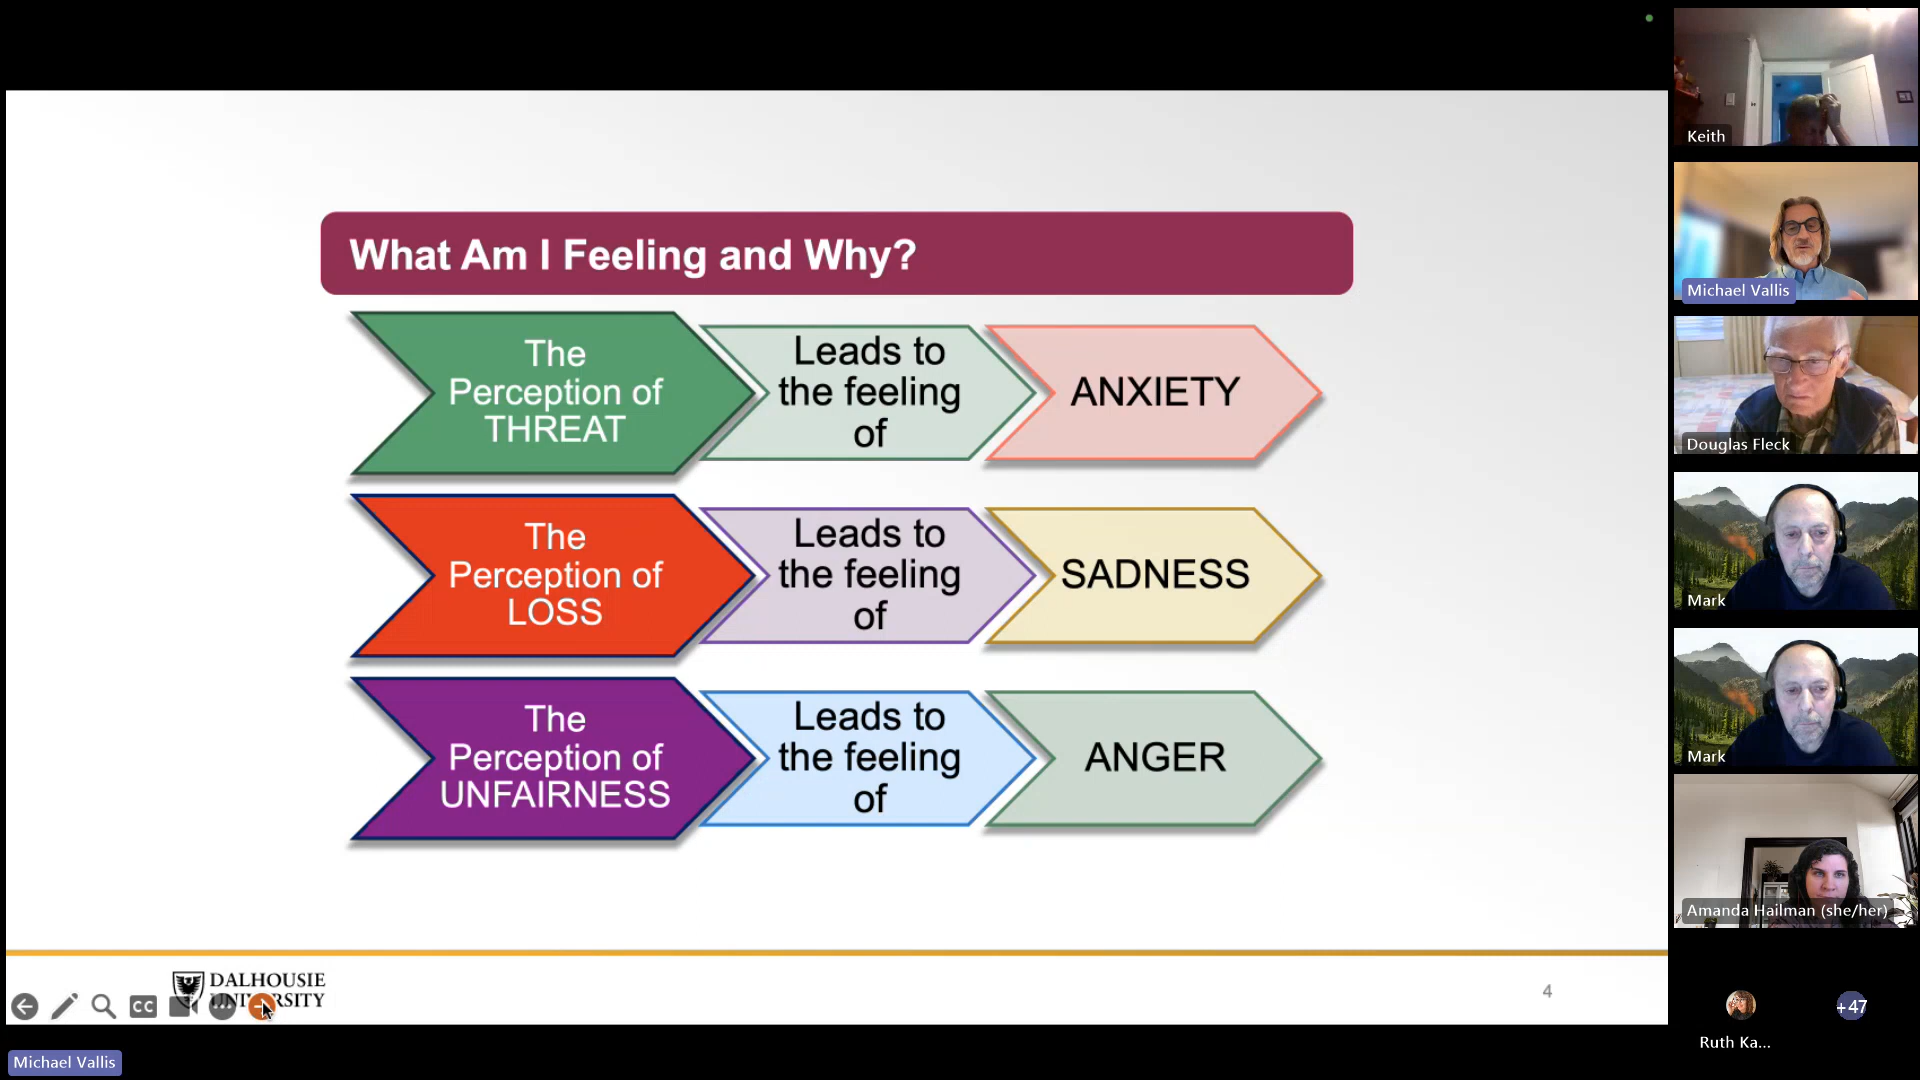 What Am I Feeling and Why?
The
Perception of
THREAT
Leads to
the feeling
of
ANXIETY
The
Perception of
LOSS
Leads to
the feeling
of
SADNESS
The
Perception of
UNFAIRNESS
Leads to
the feeling
of
ANGER
DALHOUSIE
UNIVERSITY
4
CC
Michael Vallis
Keith
Michael Vallis
Douglas Fleck
Mark
Mark
Amanda Hailman (she/her)
Ruth Ka...
+47